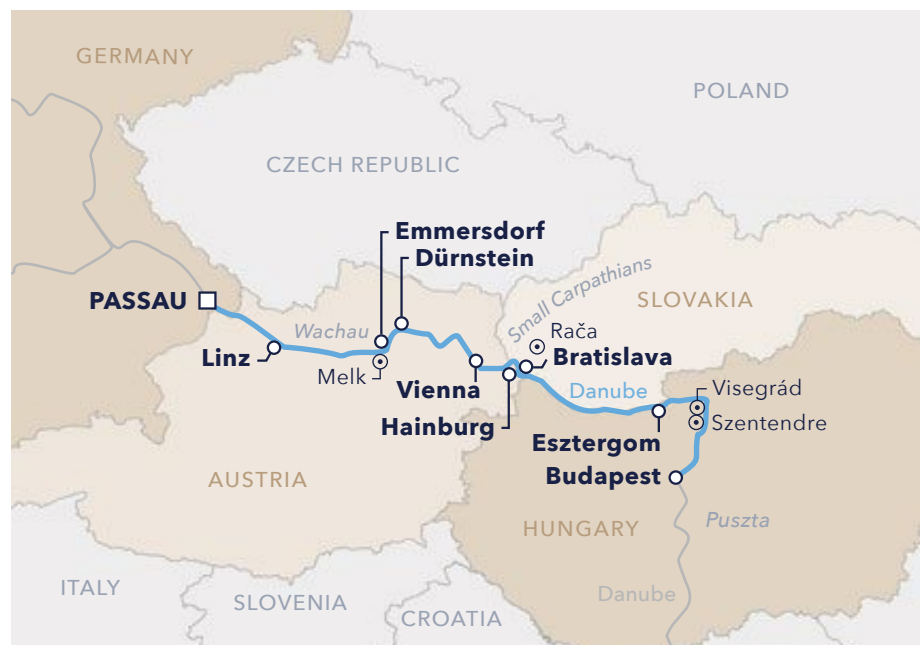 GERMANY
POLAND
CZECH REPUBLIC
Emmersdorf
Dürnstein
Small Carpathians
SLOVAKIA
PASSAU
Wachau
Rača
Linz
Melk
Bratislava
Vienna
Danube
Visegrád
Hainburg
Szentendre
Esztergom
Budapest
AUSTRIA
HUNGARY
Puszta
ITALY
SLOVENIA
CROATIA
Danube